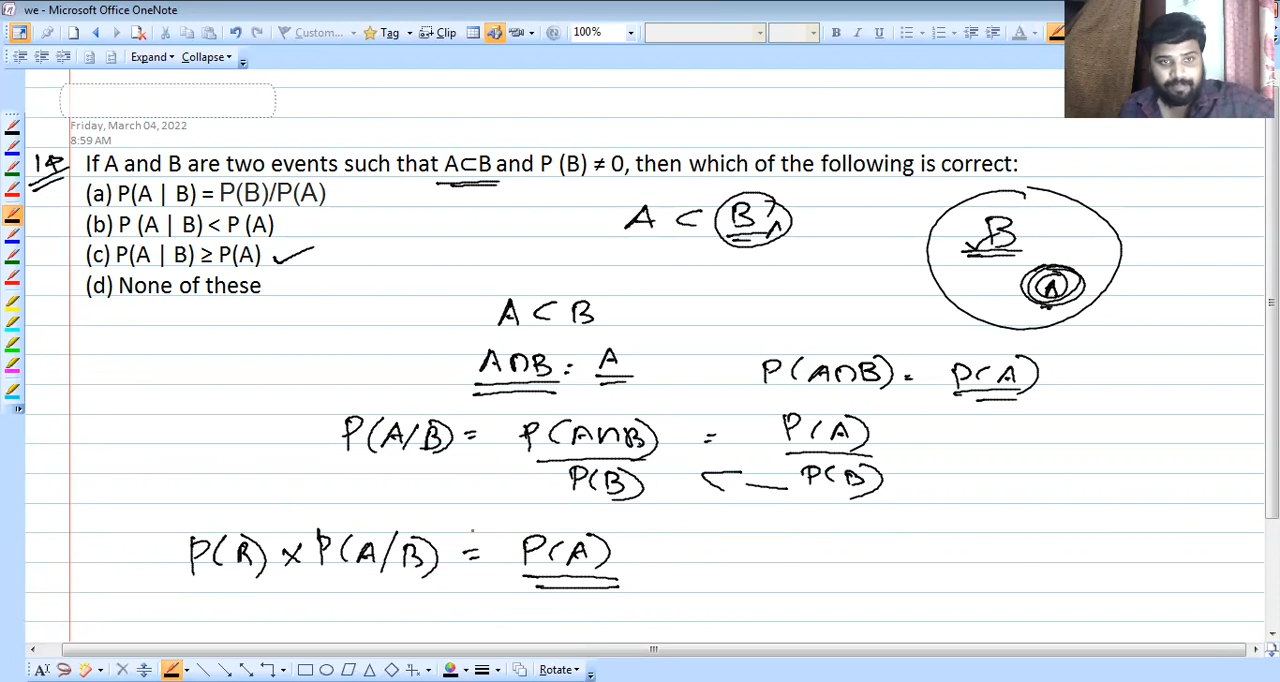 we - Microsoft Office OneNote
Custom... Tag Clip 100% B I U A
Expand Collapse
Friday, March 04, 2022
8:59 AM
1Q If A and B are two events such that A⊂B and P (B) ≠ 0, then which of the following is correct:
(a) P(A | B) = P(B)/P(A)
(b) P (A | B) < P (A)
(c) P(A | B) ≥ P(A) ✓
(d) None of these
A ⊂ B
B
A
A ⊂ B
A∩B = A
P(A∩B) = P(A)
P(A/B) = P(A∩B)/P(B) = P(A)/P(B)
P(B) × P(A/B) = P(A)
Rotate